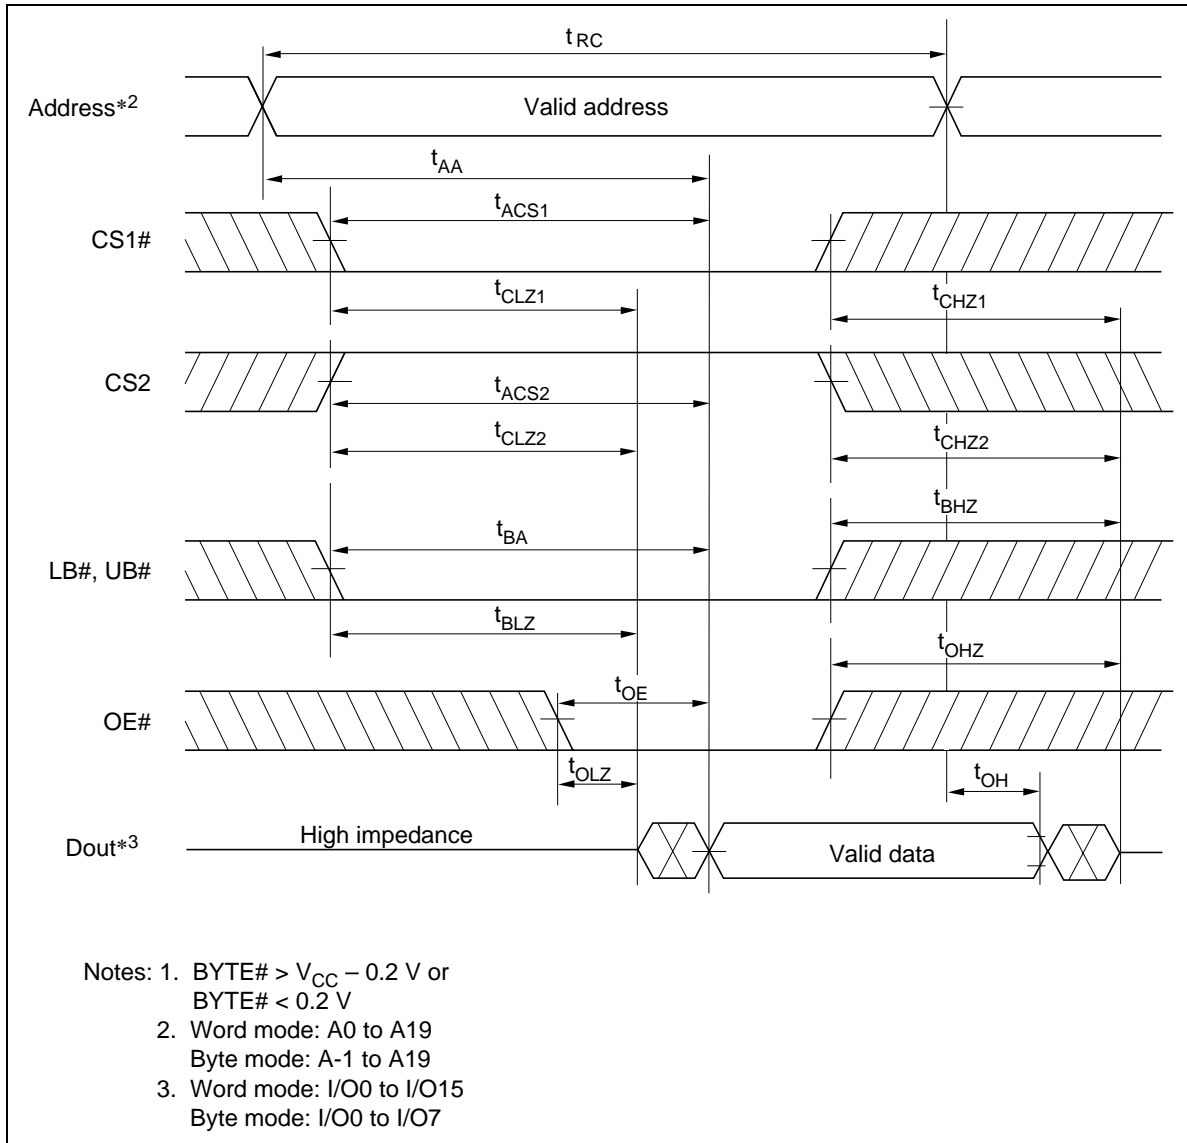 tRC
Address*2
Valid address
tAA
tACS1
CS1#
tCLZ1
tCHZ1
CS2
tACS2
tCLZ2
tCHZ2
tBHZ
tBA
LB#, UB#
tBLZ
tOHZ
tOE
OE#
tOLZ
tOH
High impedance
Dout*3
Valid data
Notes: 1. BYTE# > VCC – 0.2 V or
BYTE# < 0.2 V
2. Word mode: A0 to A19
Byte mode: A-1 to A19
3. Word mode: I/O0 to I/O15
Byte mode: I/O0 to I/O7